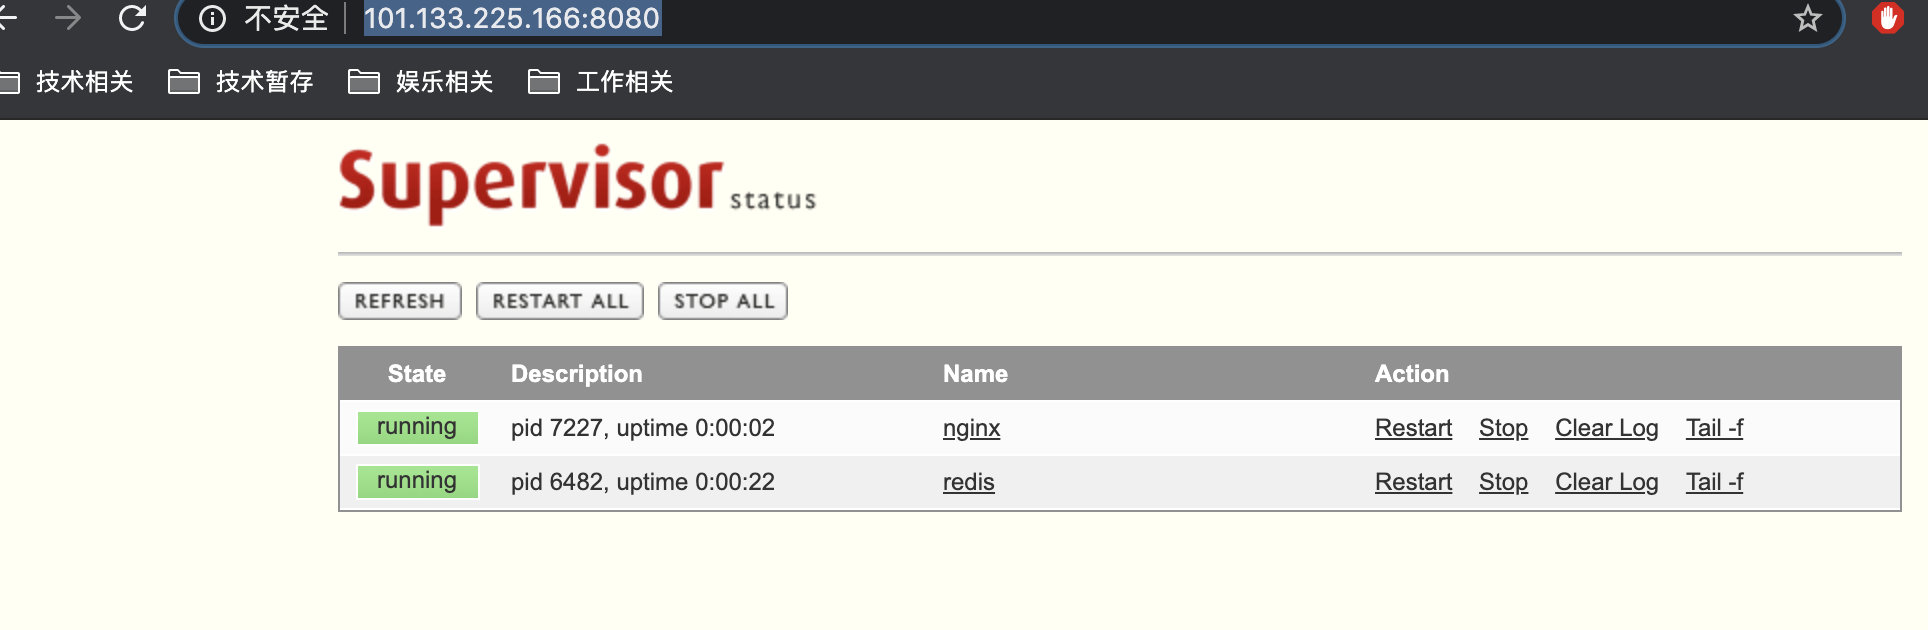 不安全 101.133.225.166:8080
技术相关 技术暂存 娱乐相关 工作相关
Supervisor status
REFRESH RESTART ALL STOP ALL
State Description Name Action
running pid 7227, uptime 0:00:02 nginx Restart Stop Clear Log Tail -f
running pid 6482, uptime 0:00:22 redis Restart Stop Clear Log Tail -f